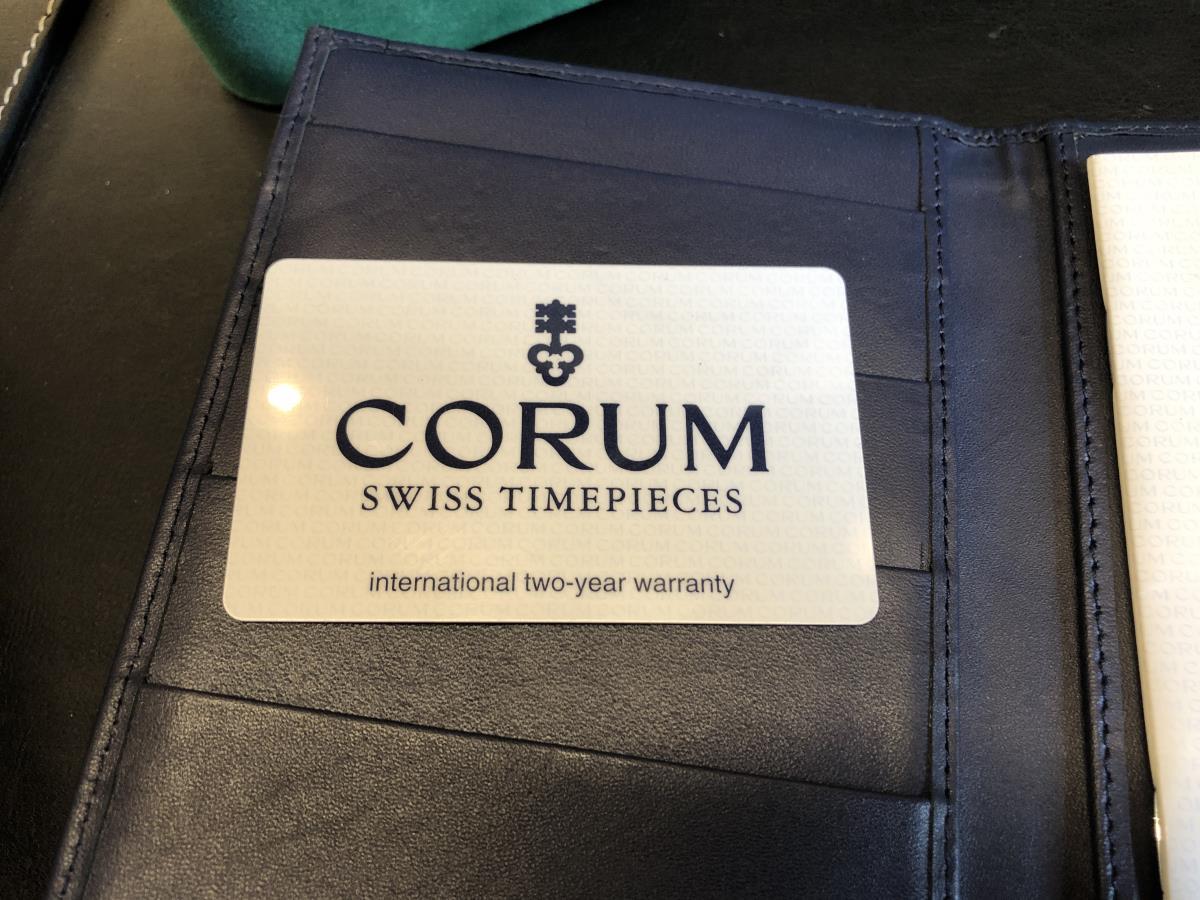 CORUM
SWISS TIMEPIECES
international two-year warranty